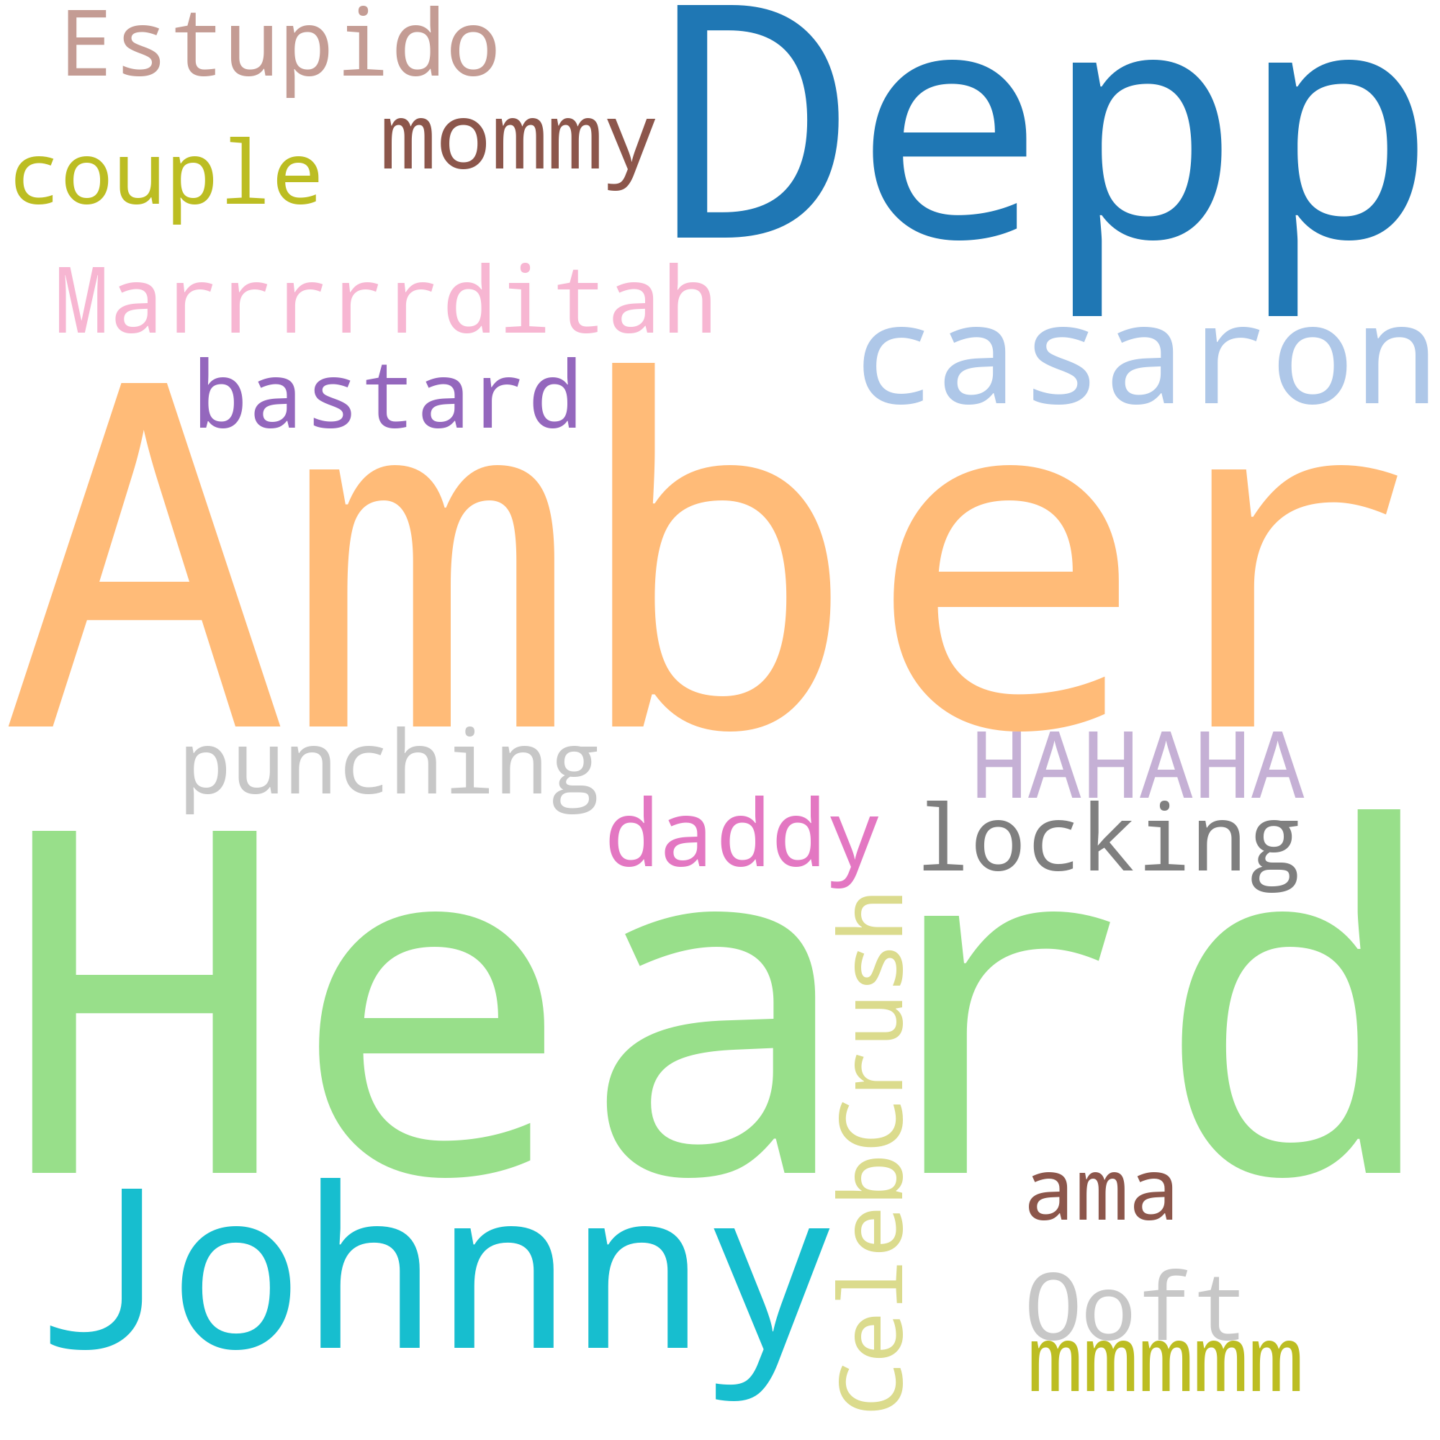 Estupido
Depp
mommy
couple
Marrrrrditah
casaron
bastard
Amber
punching
HAHAHA
daddy
locking
Heard
CelebCrush
Johnny
ama
Ooft
mmmmm